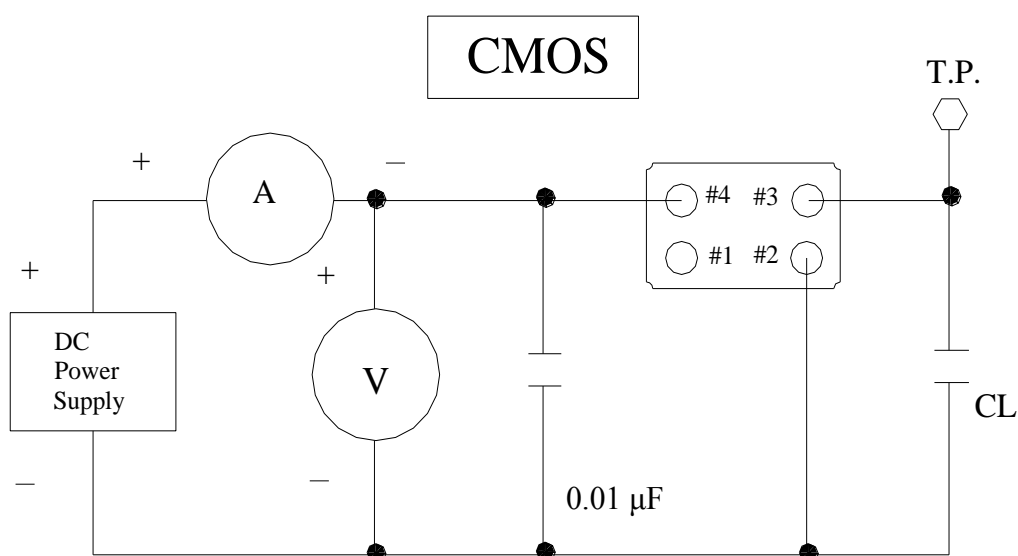 CMOS
T.P.
+
A
–
#4
#3
#1
#2
+
+
DC
Power
Supply
V
CL
–
–
0.01 μF